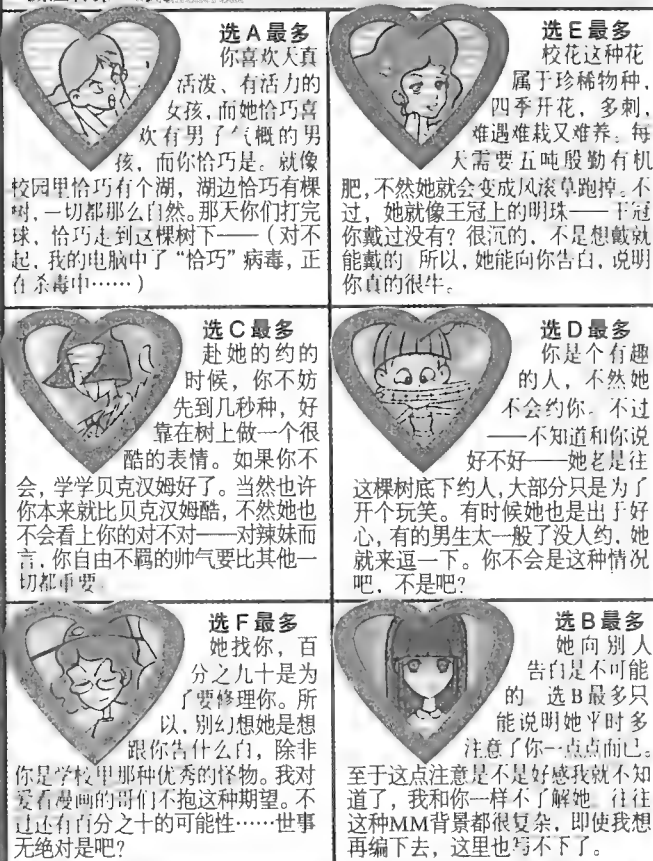 选A最多
你喜欢天真
活泼、有活力的
女孩,而她恰巧喜
欢有男子气概的男
孩,而你恰巧是。就像
校园里恰巧有个湖,湖边恰巧有棵
树,一切都那么自然。那天你们打完
球,恰巧走到这棵树下——(对不
起,我的电脑中了“恰巧”病毒,正
在杀毒中……)
选E最多
校花这种花
属于珍稀物种,
四季开花,多刺,
难遇难栽又难养。每
天需要五吨殷勤有机
肥,不然她就会变成风滚草跑掉。不
过,她就像王冠上的明珠——王冠
你戴过没有?很沉的,不是想戴就
能戴的 所以,她能向你告白,说明
你真的很牛。
选C最多
赴她的约的
时候,你不妨
先到几秒种,好
靠在树上做一个很
酷的表情。如果你不
会,学学贝克汉姆好了。当然也许
你本来就比贝克汉姆酷,不然她也
不会看上你的对不对——对辣妹而
言,你自由不羁的帅气要比其他一
切都重要
选D最多
你是个有趣
的人,不然她
不会约你。不过
——不知道和你说
好不好——她老是往
这棵树底下约人,大部分只是为了
开个玩笑。有时候她也是出于好
心,有的男生太一般了没人约,她
就来逗一下。你不会是这种情况
吧,不是吧?
选F最多
她找你,百
分之九十是为
了要修理你。所
以,别幻想她是想
跟你告什么白,除非
你是学校里那种优秀的怪物。我对
爱看漫画的哥们不抱这种期望。不
过还有百分之十的可能性……世事
无绝对是吧?
选B最多
她向别人
告白是不可能
的 选B最多只
能说明她平时多
注意了你一点点而已。
至于这点注意是不是好感我就不知
道了,我和你一样不了解她 往往
这种MM背景都很复杂,即使我想
再编下去,这里也写不下了。